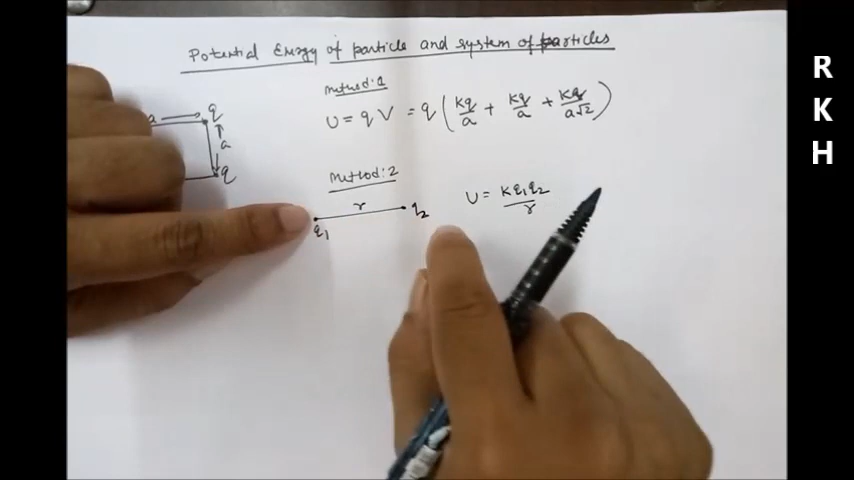 Potential Energy of particle and system of particles
Method:1
U = qV = q (Kq/a + Kq/a + Kq/a√2)
a
q
a
q
Method:2
r
q1
q2
U = Kq1q2/r
R
K
H